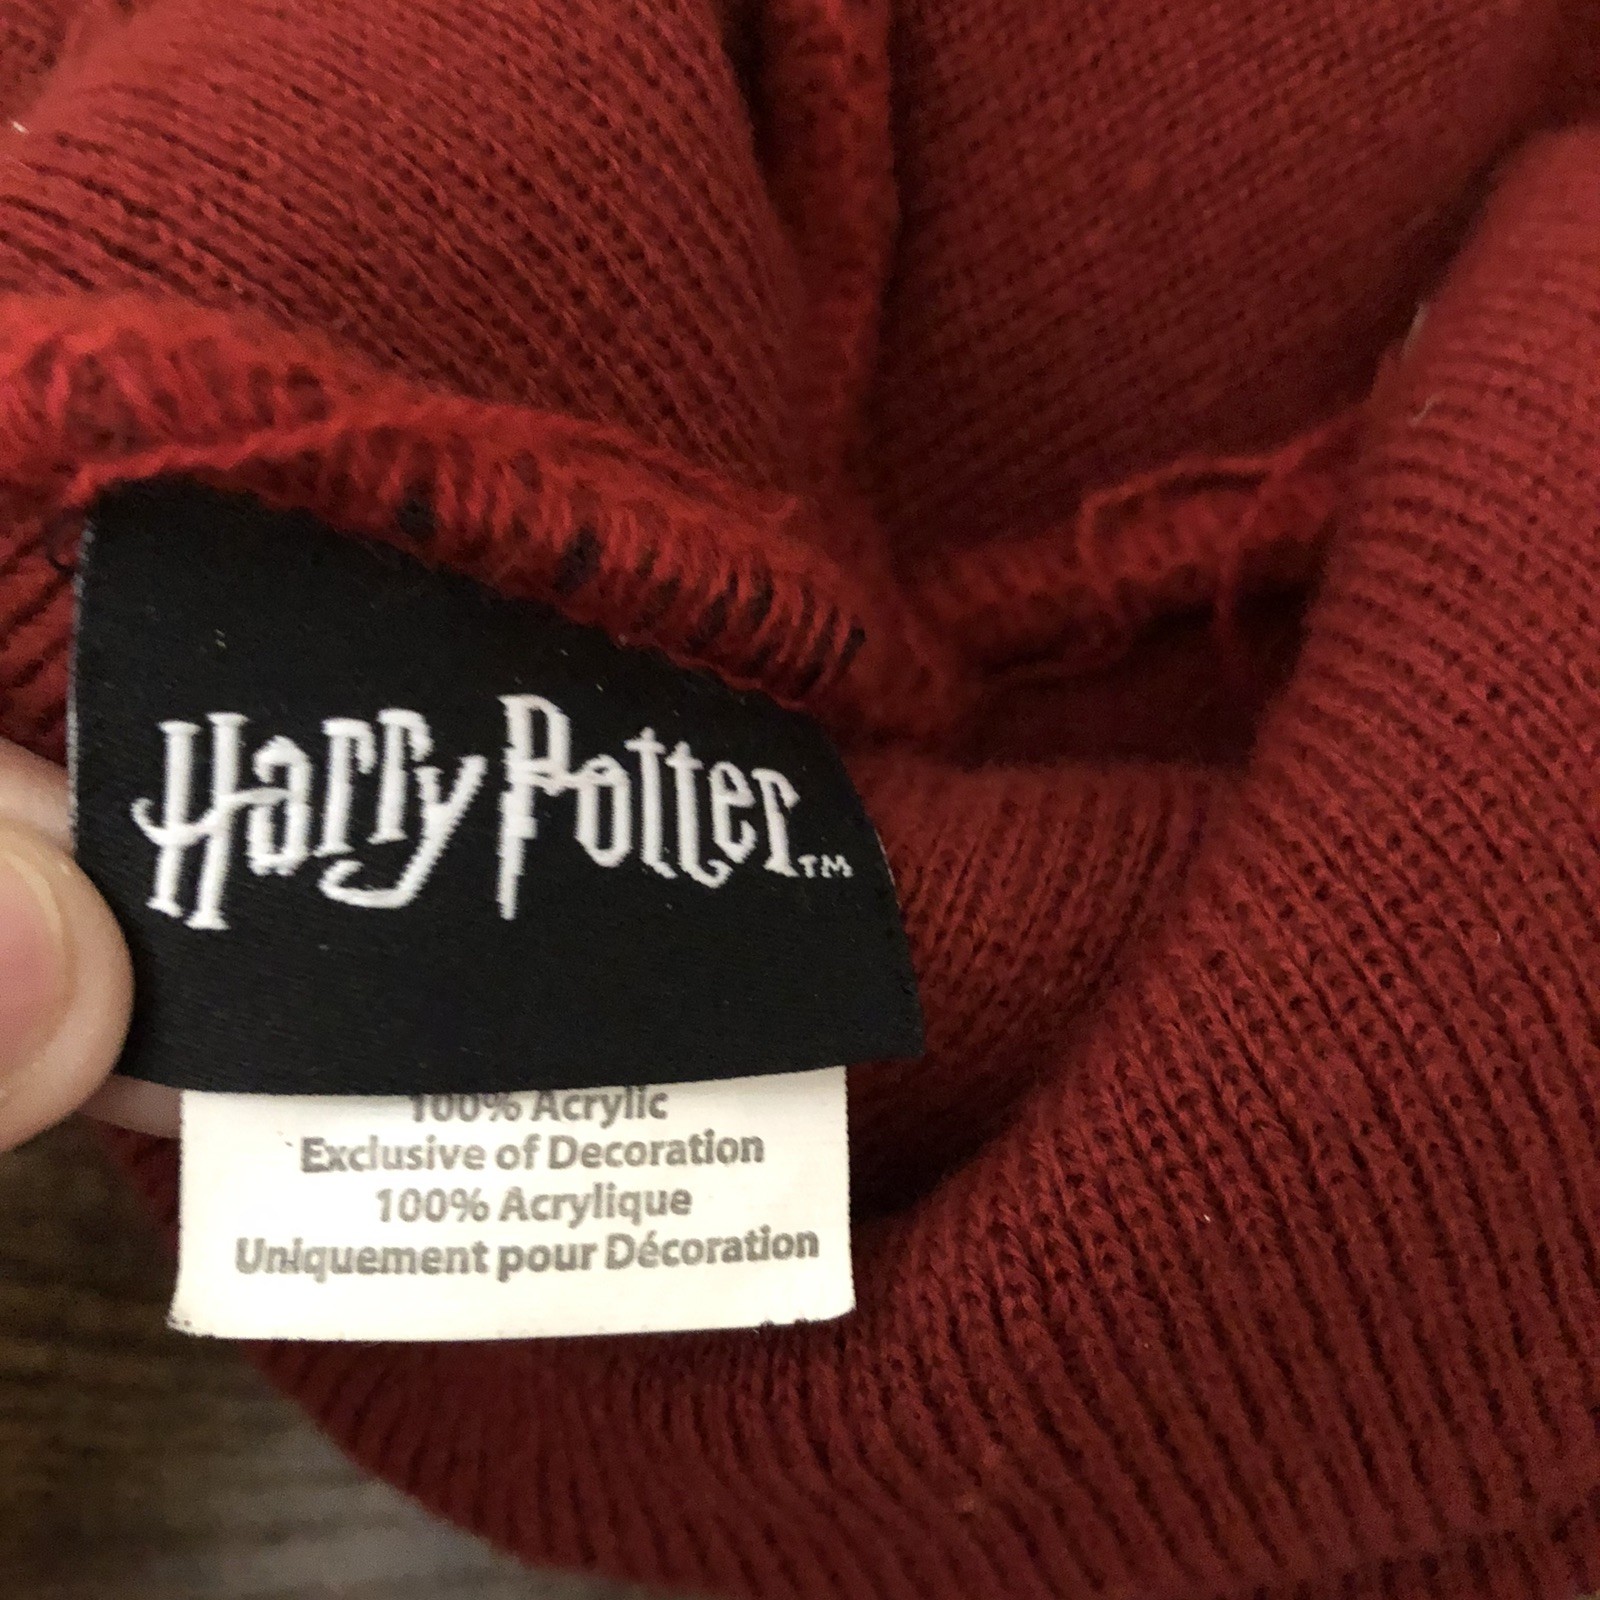 Harry Potter™
100% Acrylic
Exclusive of Decoration
100% Acrylique
Uniquement pour Décoration